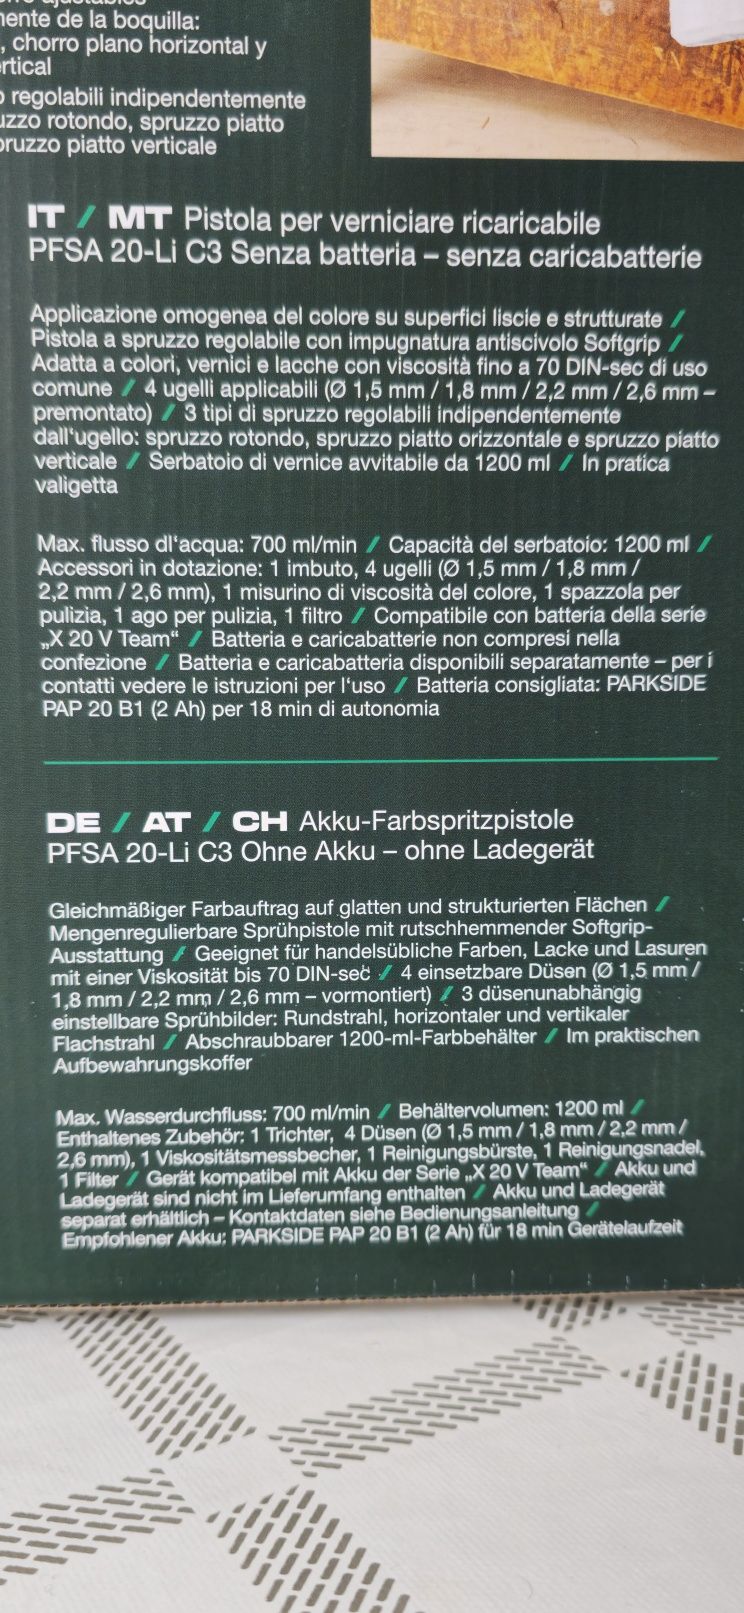 mente de la boquilla:
, chorro plano horizontal y
regolabili indipendentemente
rotondo, spruzzo piatto
piatto verticale
IT / MT Pistola per verniciare ricaricabile
PFSA 20-Li C3 Senza batteria – senza caricabatterie
Applicazione omogenea del colore su superfici liscie e strutturate /
Pistola a spruzzo regolabile con impugnatura antiscivolo Softgrip /
Adatta a colori, vernici e lacche con viscosità fino a 70 DIN-sec di uso
comune / 4 ugelli applicabili (Ø 1,5 mm / 1,8 mm / 2,2 mm / 2,6 mm –
premontato) / 3 tipi di spruzzo regolabili indipendentemente
dall‘ugello: spruzzo rotondo, spruzzo piatto orizzontale e spruzzo piatto
verticale / Serbatoio di vernice avvitabile da 1200 ml / In pratica
valigetta
Max. flusso dl‘acqua: 700 ml/min / Capacità del serbatoio: 1200 ml /
Accessori in dotazione: 1 imbuto, 4 ugelli (Ø 1,5 mm / 1,8 mm /
2,2 mm / 2,6 mm), 1 misurino di viscosità del colore, 1 spazzola per
pulizia, 1 ago per pulizia, 1 filtro / Compatibile con batteria della serie
„X 20 V Team“ / Batteria e caricabatterie non compresi nella
confezione / Batteria e caricabatteria disponibili separatamente – per i
contatti vedere le istruzioni per l‘uso / Batteria consigliata: PARKSIDE
PAP 20 B1 (2 Ah) per 18 min di autonomia
DE / AT / CH Akku-Farbspritzpistole
PFSA 20-Li C3 Ohne Akku – ohne Ladegerät
Gleichmäßiger Farbauftrag auf glatten und strukturierten Flächen /
Mengenregulierbare Sprühpistole mit rutschhemmender Softgrip-
Ausstattung / Geeignet für handelsübliche Farben, Lacke und Lasuren
mit einer Viskosität bis 70 DIN-sec / 4 einsetzbare Düsen (Ø 1,5 mm /
1,8 mm / 2,2 mm / 2,6 mm – vormontiert) / 3 düsenunabhängig
einstellbare Sprühbilder: Rundstrahl, horizontaler und vertikaler
Flachstrahl / Abschraubbarer 1200-ml-Farbbehälter / Im praktischen
Aufbewahrungskoffer
Max. Wasserdurchfluss: 700 ml/min / Behältervolumen: 1200 ml /
Enthaltenes Zubehör: 1 Trichter, 4 Düsen (Ø 1,5 mm / 1,8 mm / 2,2 mm /
2,6 mm), 1 Viskositätsmessbecher, 1 Reinigungsbürste, 1 Reinigungsnadel,
1 Filter / Gerät kompatibel mit Akku der Serie „X 20 V Team“ / Akku und
Ladegerät sind nicht im Lieferumfang enthalten / Akku und Ladegerät
separat erhältlich – Kontaktdaten siehe Bedienungsanleitung /
Empfohlener Akku: PARKSIDE PAP 20 B1 (2 Ah) für 18 min Gerätelaufzeit